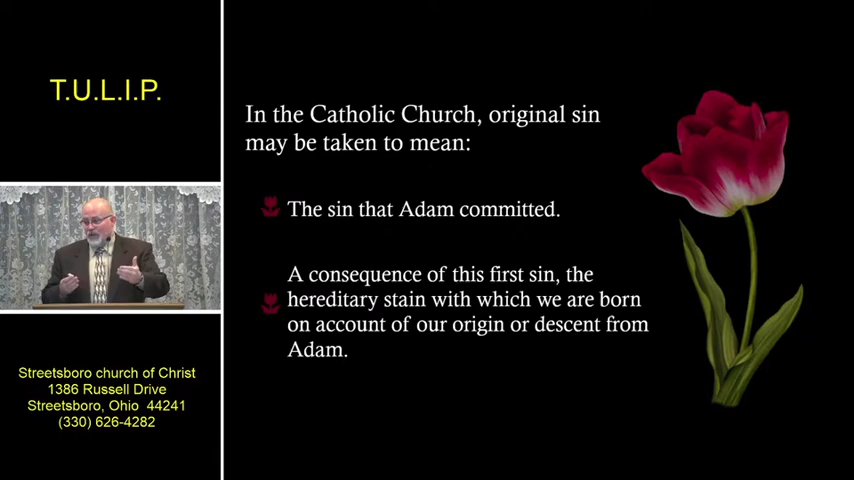 T.U.L.I.P.
In the Catholic Church, original sin
may be taken to mean:
The sin that Adam committed.
A consequence of this first sin, the
hereditary stain with which we are born
on account of our origin or descent from
Adam.
Streetsboro church of Christ
1386 Russell Drive
Streetsboro, Ohio  44241
(330) 626-4282